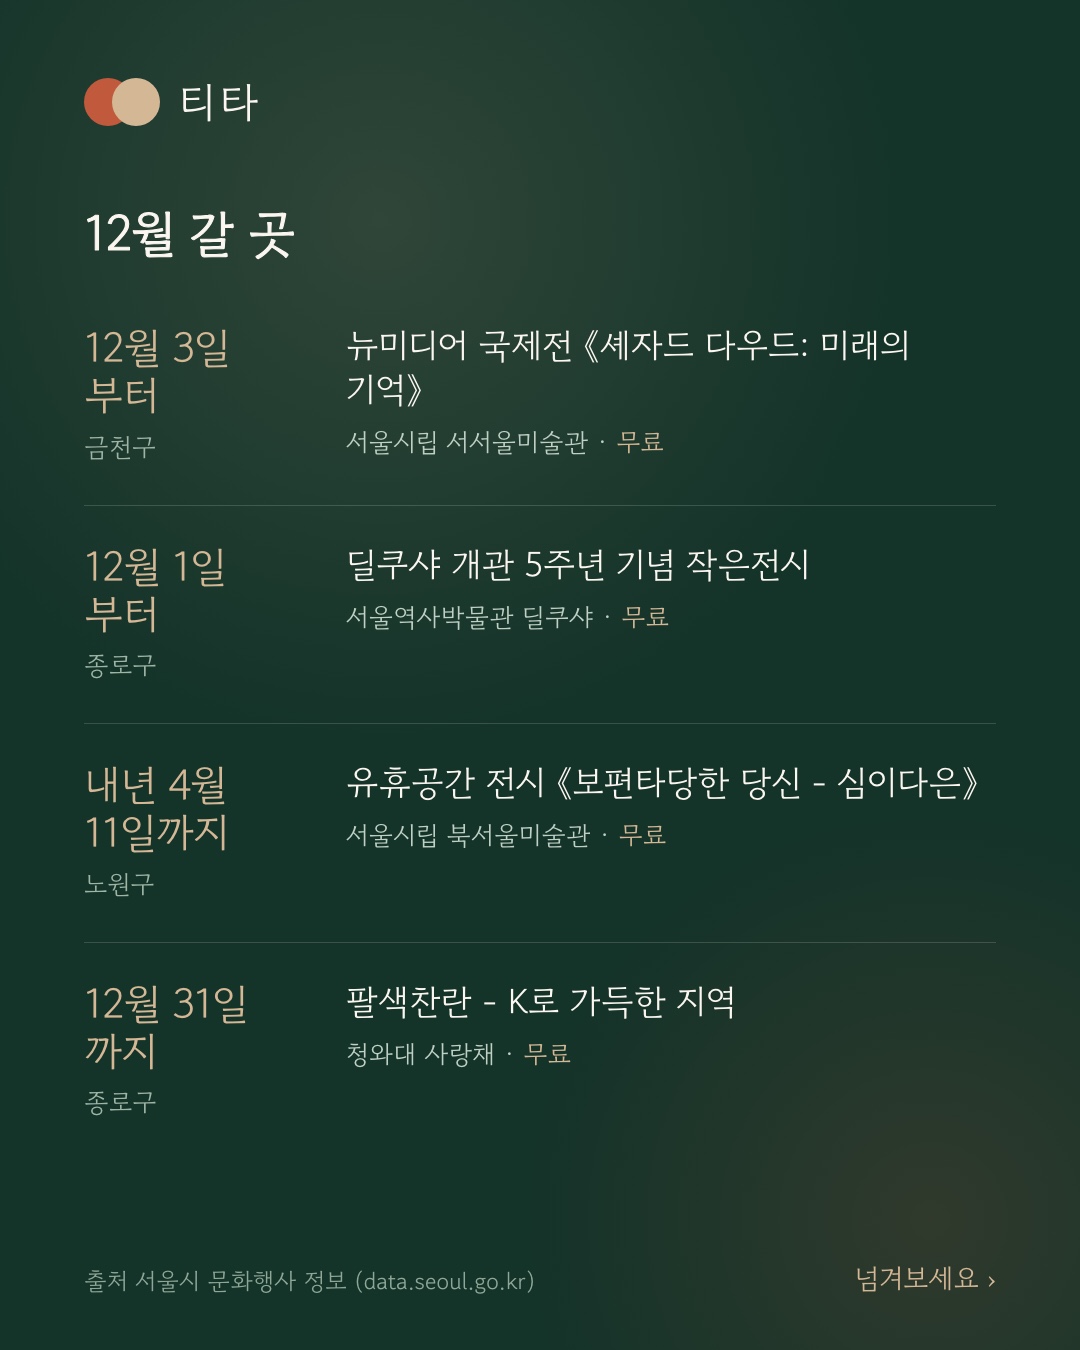 티타
12월 갈 곳
12월 3일
부터
금천구
뉴미디어 국제전 《셰자드 다우드: 미래의
기억》
서울시립 서서울미술관 · 무료
12월 1일
부터
종로구
딜쿠샤 개관 5주년 기념 작은전시
서울역사박물관 딜쿠샤 · 무료
내년 4월
11일까지
노원구
유휴공간 전시 《보편타당한 당신 - 심이다은》
서울시립 북서울미술관 · 무료
12월 31일
까지
종로구
팔색찬란 - K로 가득한 지역
청와대 사랑채 · 무료
출처 서울시 문화행사 정보 (data.seoul.go.kr)
넘겨보세요 ›